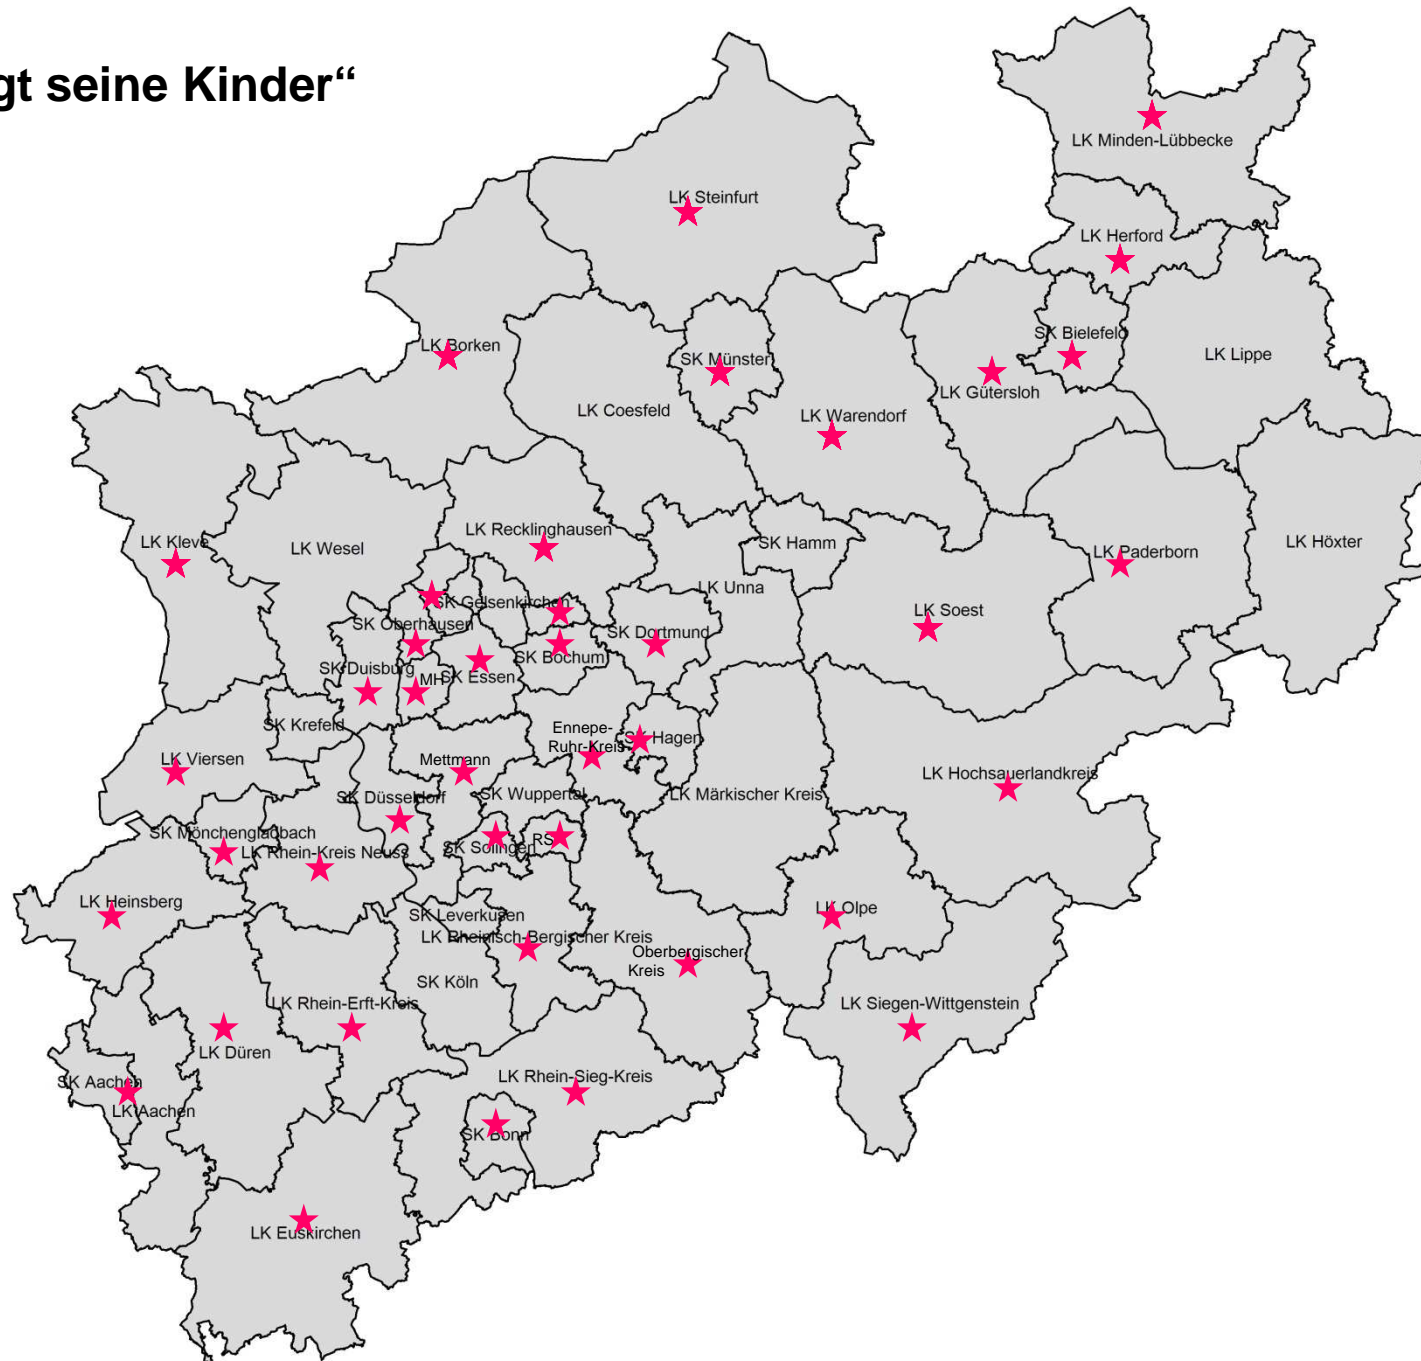 gt seine Kinder“
LK Minden-Lübbecke
LK Steinfurt
LK Herford
SK Bielefeld
LK Borken
SK Münster
LK Lippe
LK Gütersloh
LK Coesfeld
LK Warendorf
LK Recklinghausen
LK Kleve
LK Wesel
SK Hamm
LK Paderborn
LK Höxter
LK Unna
SK Gelsenkirchen
LK Soest
SK Oberhausen
SK Dortmund
SK Bochum
SK Duisburg
MH
SK Essen
SK Krefeld
Ennepe-
Ruhr-Kreis
SK Hagen
LK Viersen
Mettmann
LK Hochsauerlandkreis
SK Düsseldorf
SK Wuppertal
LK Märkischer Kreis
SK Mönchengladbach
RS
SK Solingen
LK Rhein-Kreis Neuss
LK Heinsberg
SK Leverkusen
LK Olpe
LK Rheinisch-Bergischer Kreis
Oberbergischer
Kreis
SK Köln
LK Rhein-Erft-Kreis
LK Siegen-Wittgenstein
LK Düren
LK Rhein-Sieg-Kreis
SK Aachen
LK Aachen
SK Bonn
LK Euskirchen